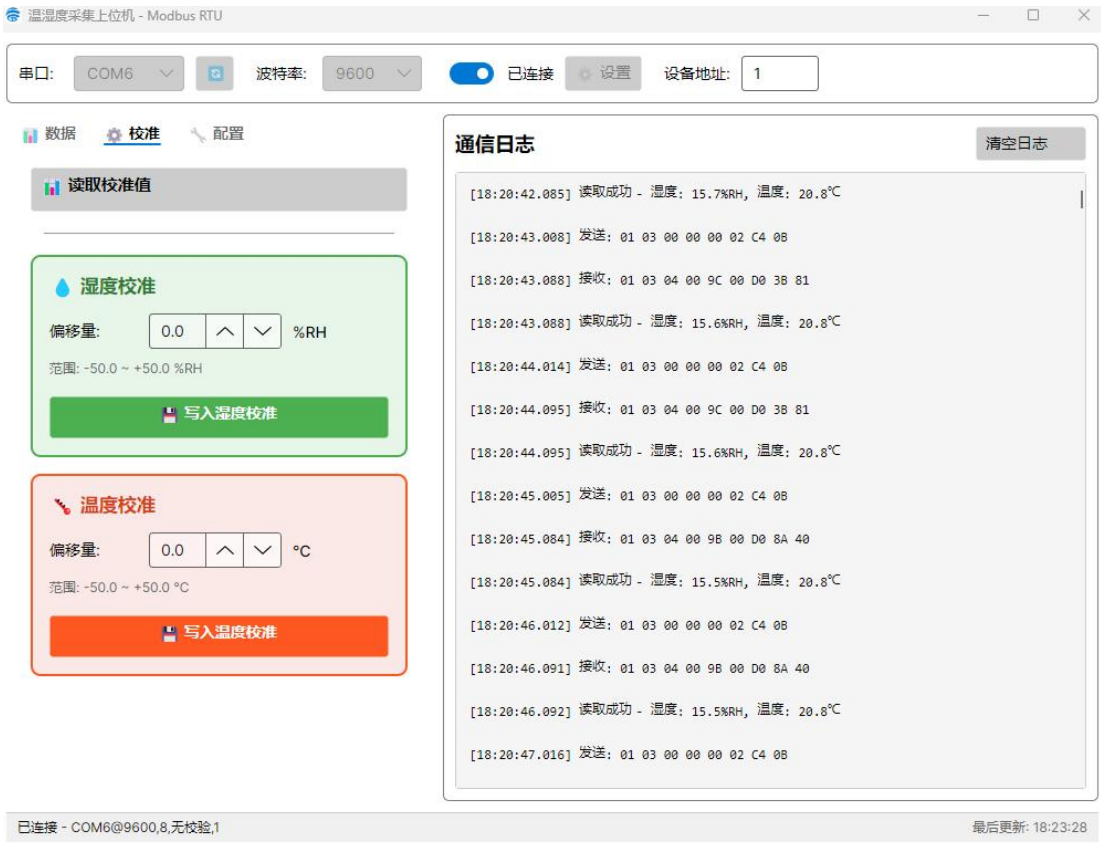 温湿度采集上位机 - Modbus RTU
串口: COM6 波特率: 9600 已连接 设置 设备地址: 1
数据 校准 配置
读取校准值
湿度校准
偏移量: 0.0 %RH
范围: -50.0 ~ +50.0 %RH
写入湿度校准
温度校准
偏移量: 0.0 °C
范围: -50.0 ~ +50.0 °C
写入温度校准
通信日志
清空日志
[18:20:42.085] 读取成功 - 湿度: 15.7%RH, 温度: 20.8℃
[18:20:43.008] 发送: 01 03 00 00 00 02 C4 0B
[18:20:43.088] 接收: 01 03 04 00 9C 00 D0 3B 81
[18:20:43.088] 读取成功 - 湿度: 15.6%RH, 温度: 20.8℃
[18:20:44.014] 发送: 01 03 00 00 00 02 C4 0B
[18:20:44.095] 接收: 01 03 04 00 9C 00 D0 3B 81
[18:20:44.095] 读取成功 - 湿度: 15.6%RH, 温度: 20.8℃
[18:20:45.005] 发送: 01 03 00 00 00 02 C4 0B
[18:20:45.084] 接收: 01 03 04 00 9B 00 D0 8A 40
[18:20:45.084] 读取成功 - 湿度: 15.5%RH, 温度: 20.8℃
[18:20:46.012] 发送: 01 03 00 00 00 02 C4 0B
[18:20:46.091] 接收: 01 03 04 00 9B 00 D0 8A 40
[18:20:46.092] 读取成功 - 湿度: 15.5%RH, 温度: 20.8℃
[18:20:47.016] 发送: 01 03 00 00 00 02 C4 0B
已连接 - COM6@9600,8,无校验,1
最后更新: 18:23:28